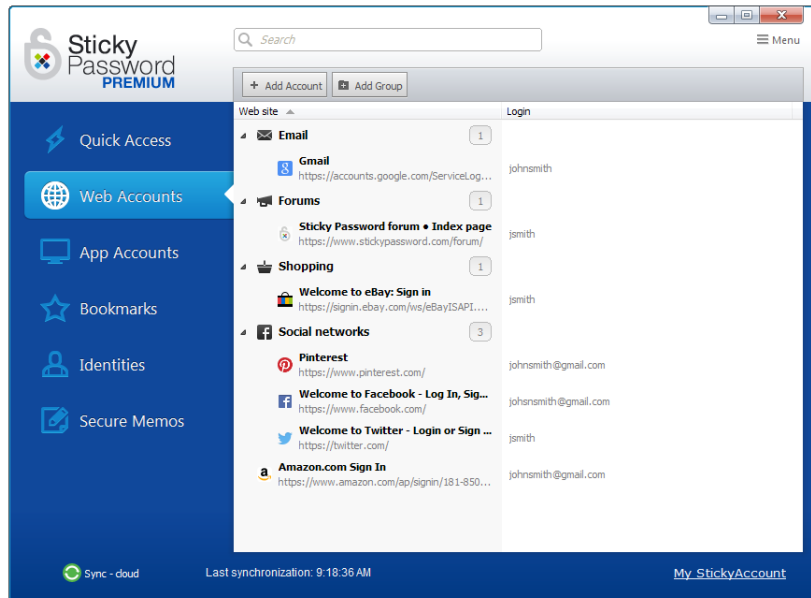 Sticky
Password
PREMIUM
Search
Menu
+ Add Account
Add Group
Web site
Login
Quick Access
Web Accounts
App Accounts
Bookmarks
Identities
Secure Memos
Email
1
Gmail
https://accounts.google.com/ServiceLog...
johnsmith
Forums
1
Sticky Password forum • Index page
https://www.stickypassword.com/forum/
jsmith
Shopping
1
Welcome to eBay: Sign in
https://signin.ebay.com/ws/eBayISAPI....
jsmith
Social networks
3
Pinterest
https://www.pinterest.com/
johnsmith@gmail.com
Welcome to Facebook - Log In, Sig...
https://www.facebook.com/
johsnsmith@gmail.com
Welcome to Twitter - Login or Sign ...
https://twitter.com/
jsmith
Amazon.com Sign In
https://www.amazon.com/ap/signin/181-850...
johnsmith@gmail.com
Sync - cloud
Last synchronization: 9:18:36 AM
My StickyAccount